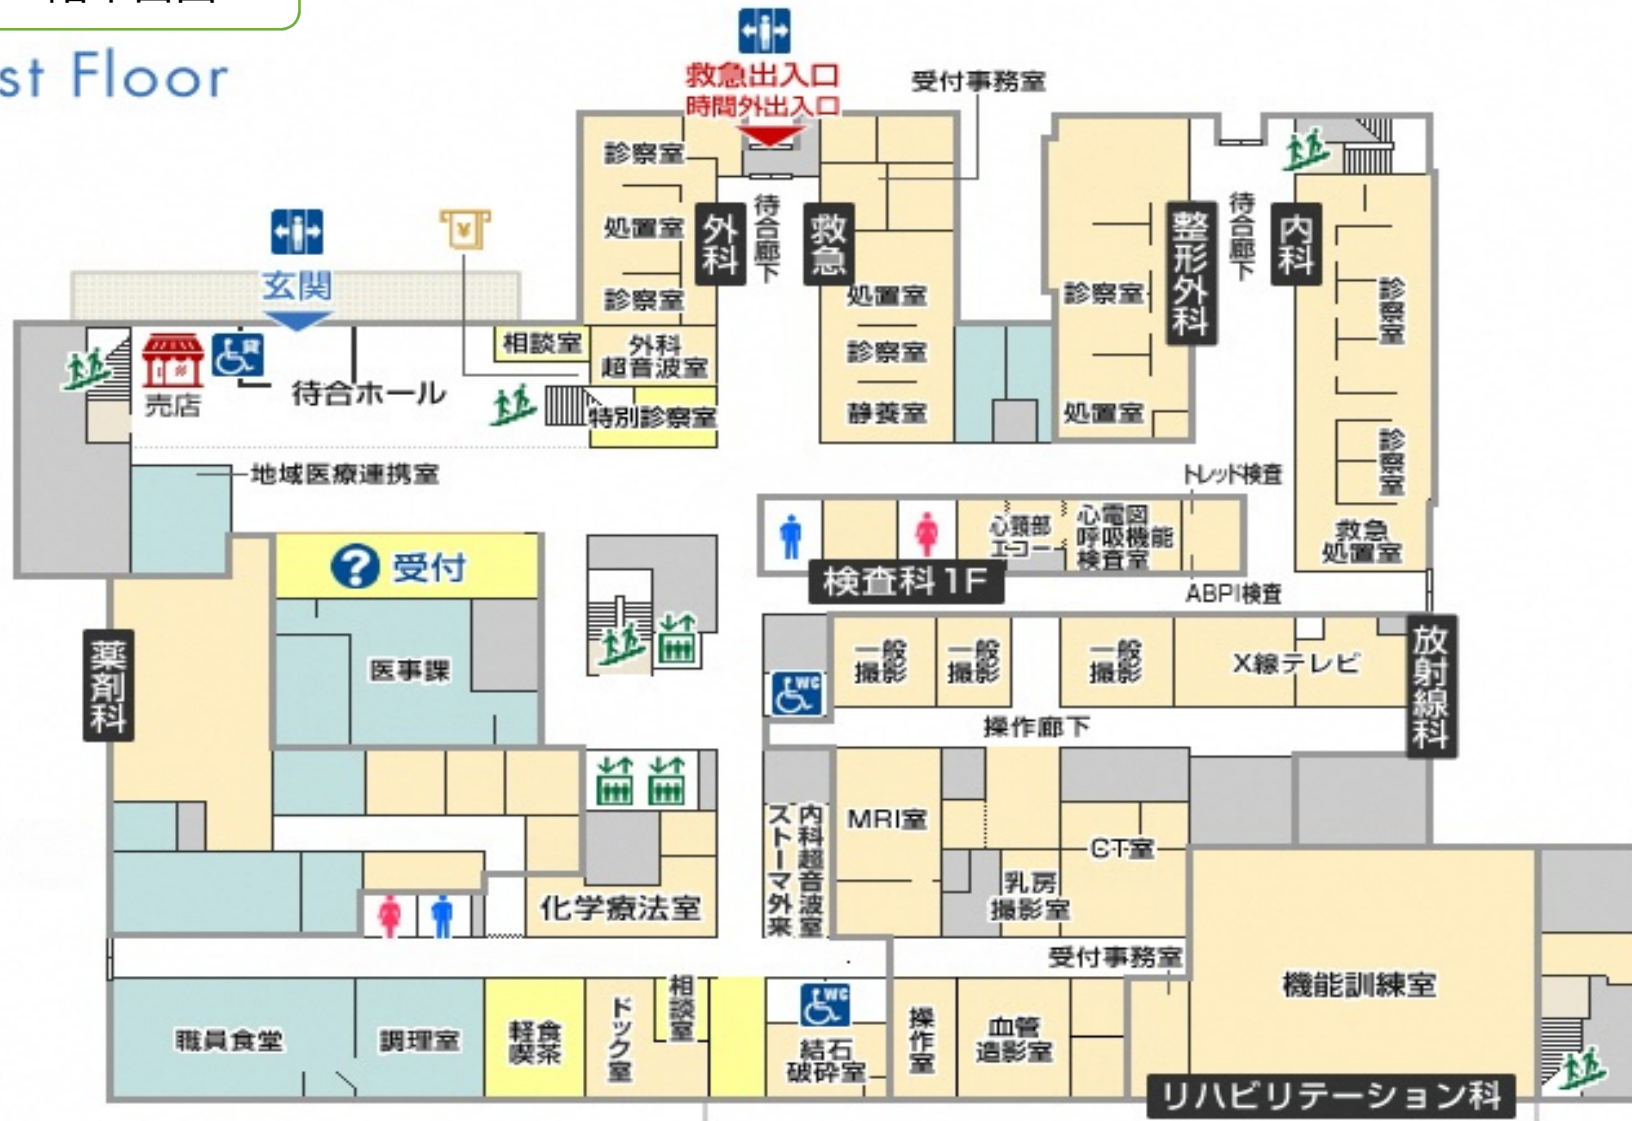 st Floor
救急出入口
時間外出入口
受付事務室
診察室
処置室
診察室
外科
待合廊下
救急
処置室
診察室
静養室
診察室
処置室
整形外科
待合廊下
内科
診察室
診察室
救急
処置室
¥
玄関
相談室
外科
超音波室
特別診察室
売店
貸
待合ホール
地域医療連携室
トレッド検査
心頸部
エコー
心電図
呼吸機能
検査室
検査科1F
ABPI検査
? 受付
医事課
薬剤科
WC
一般
撮影
一般
撮影
一般
撮影
X線テレビ
放射線科
操作廊下
内科超音波室
ストーマ外来
MRI室
CT室
乳房
撮影室
化学療法室
受付事務室
機能訓練室
職員食堂
調理室
軽食
喫茶
ドック室
相談室
WC
結石
破砕室
操作室
血管
造影室
リハビリテーション科